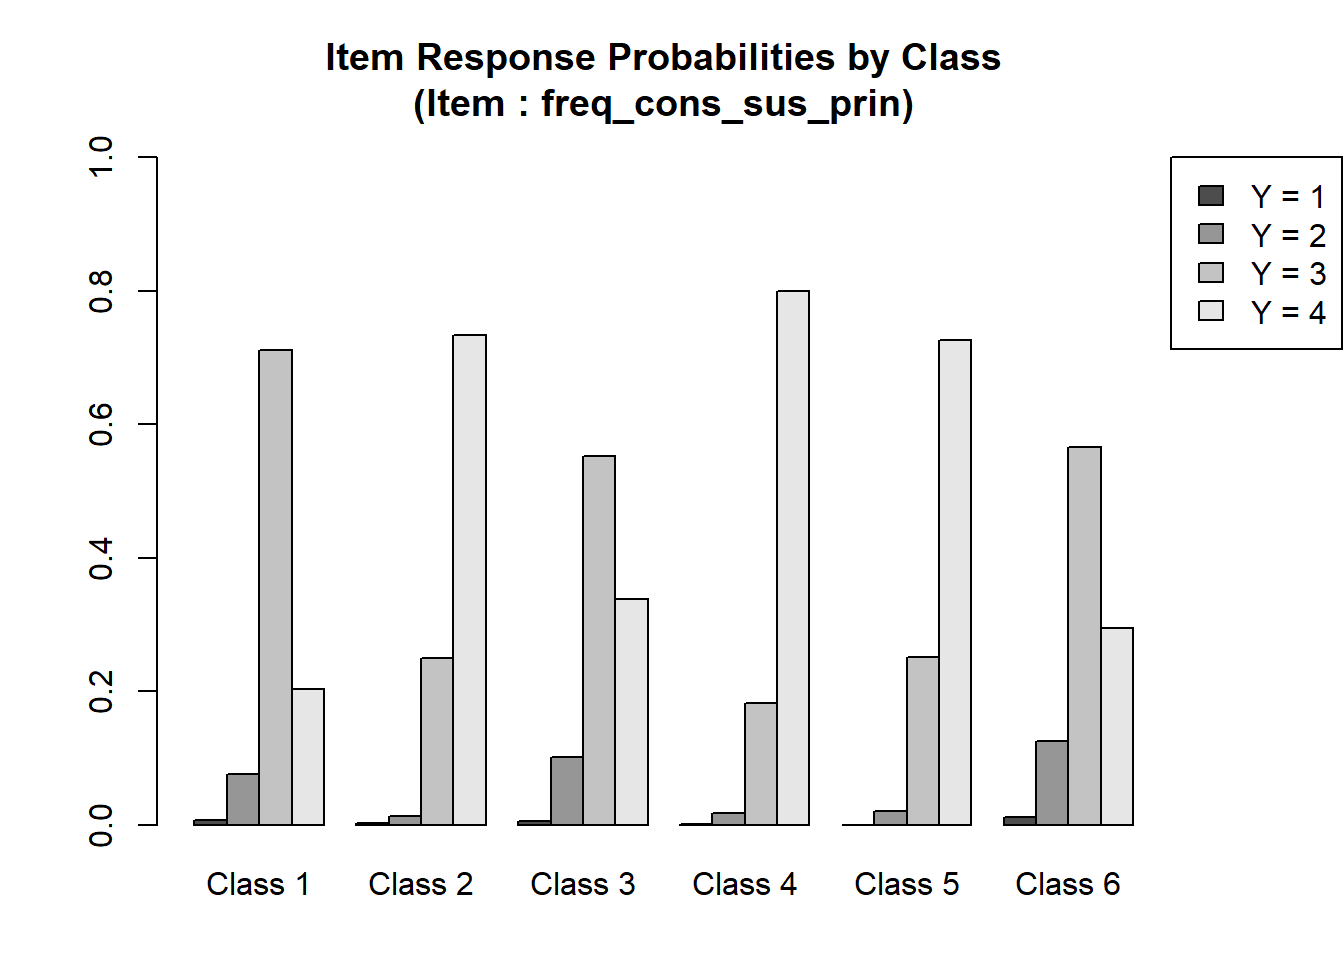 Item Response Probabilities by Class
(Item : freq_cons_sus_prin)
1.0
0.8
0.6
0.4
0.2
0.0
Y = 1
Y = 2
Y = 3
Y = 4
Class 1 Class 2 Class 3 Class 4 Class 5 Class 6